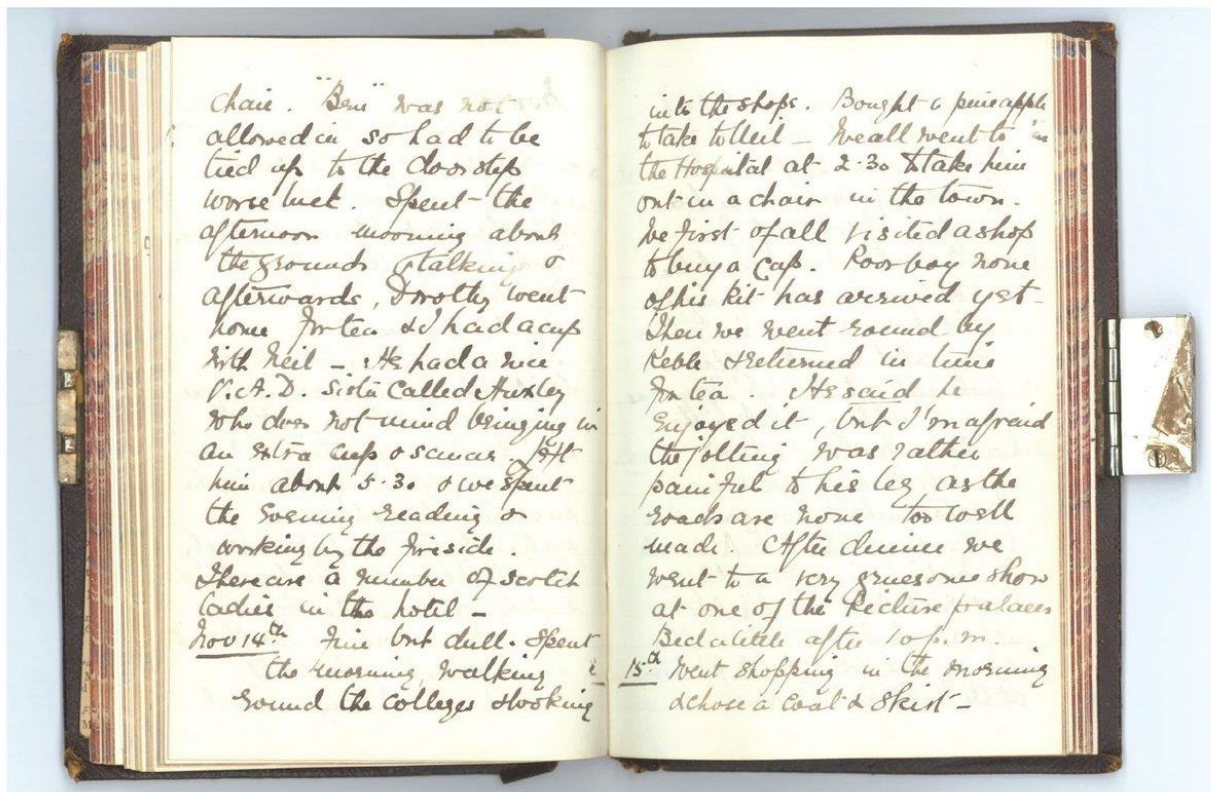 chair. "Ben" was not
allowed in so had to be
tied up to the doorstep
worse luck. Spent the
afternoon mooning about
the grounds talking &
afterwards, Dorothy went
home for tea & I had a cup
with Neil – He had a nice
V.A.D. Sister called Huxley
who does not mind bringing in
an extra cup & saucer. Left
him about 5.30 & we spent
the evening reading &
working by the fireside.
There are a number of Scotch
ladies in the hotel –
Nov 14th Fine but dull. Spent
the morning, walking
round the colleges & looking
into the shops. Bought a pineapple
to take to Neil – We all went to
the Hospital at 2.30 to take him
out in a chair in the town.
We first of all visited a shop
to buy a cap. Poor boy none
of his kit has arrived yet –
Then we went round by
Keble & returned in time
for tea. He said he
enjoyed it, but I'm afraid
the jolting was rather
painful to his leg as the
roads are none too well
made. After dinner we
went to a very gruesome show
at one of the Picture palaces
Bed a little after 10 p.m.
15th Went shopping in the morning
& chose a Coat & Skirt –